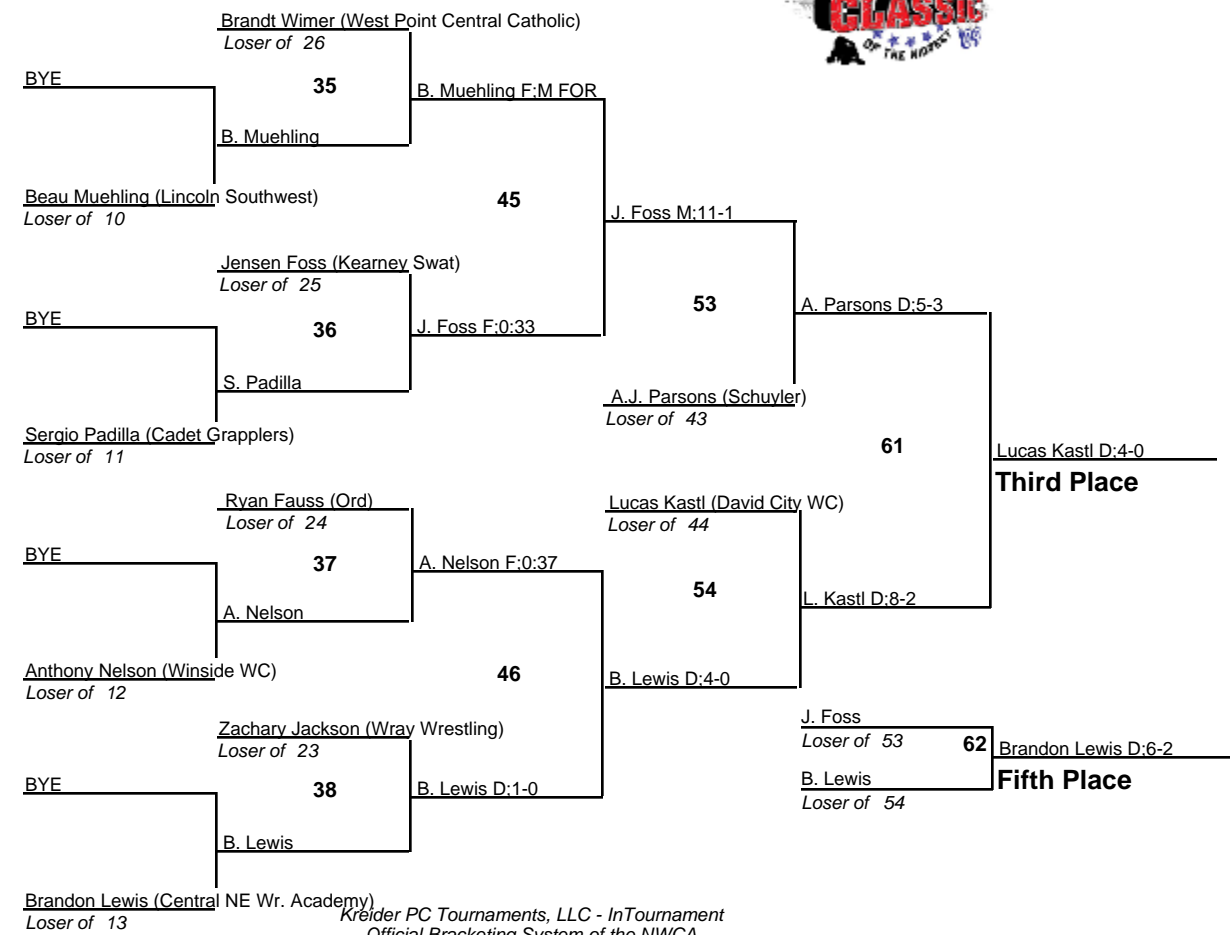 CLASSIC
OF THE MIDWEST
Brandt Wimer (West Point Central Catholic)
Loser of 26
BYE
35
B. Muehling F;M FOR
B. Muehling
Beau Muehling (Lincoln Southwest)
Loser of 10
45
J. Foss M;11-1
Jensen Foss (Kearney Swat)
Loser of 25
BYE
36
J. Foss F;0:33
53
A. Parsons D;5-3
S. Padilla
A.J. Parsons (Schuyler)
Loser of 43
Sergio Padilla (Cadet Grapplers)
Loser of 11
61
Lucas Kastl D;4-0
Third Place
Ryan Fauss (Ord)
Loser of 24
Lucas Kastl (David City WC)
Loser of 44
BYE
37
A. Nelson F;0:37
54
A. Nelson
L. Kastl D;8-2
Anthony Nelson (Winside WC)
Loser of 12
46
B. Lewis D;4-0
Zachary Jackson (Wray Wrestling)
Loser of 23
J. Foss
Loser of 53
62
Brandon Lewis D;6-2
Fifth Place
BYE
38
B. Lewis D;1-0
B. Lewis
Loser of 54
B. Lewis
Brandon Lewis (Central NE Wr. Academy)
Loser of 13
Kreider PC Tournaments, LLC - InTournament
Official Bracketing System of the NWCA